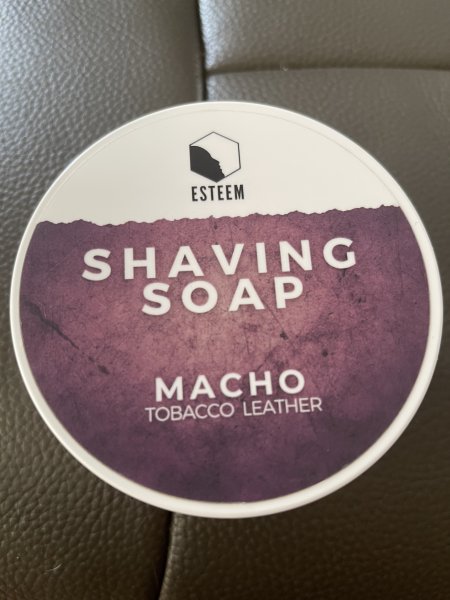 ESTEEM
SHAVING
SOAP
MACHO
TOBACCO LEATHER